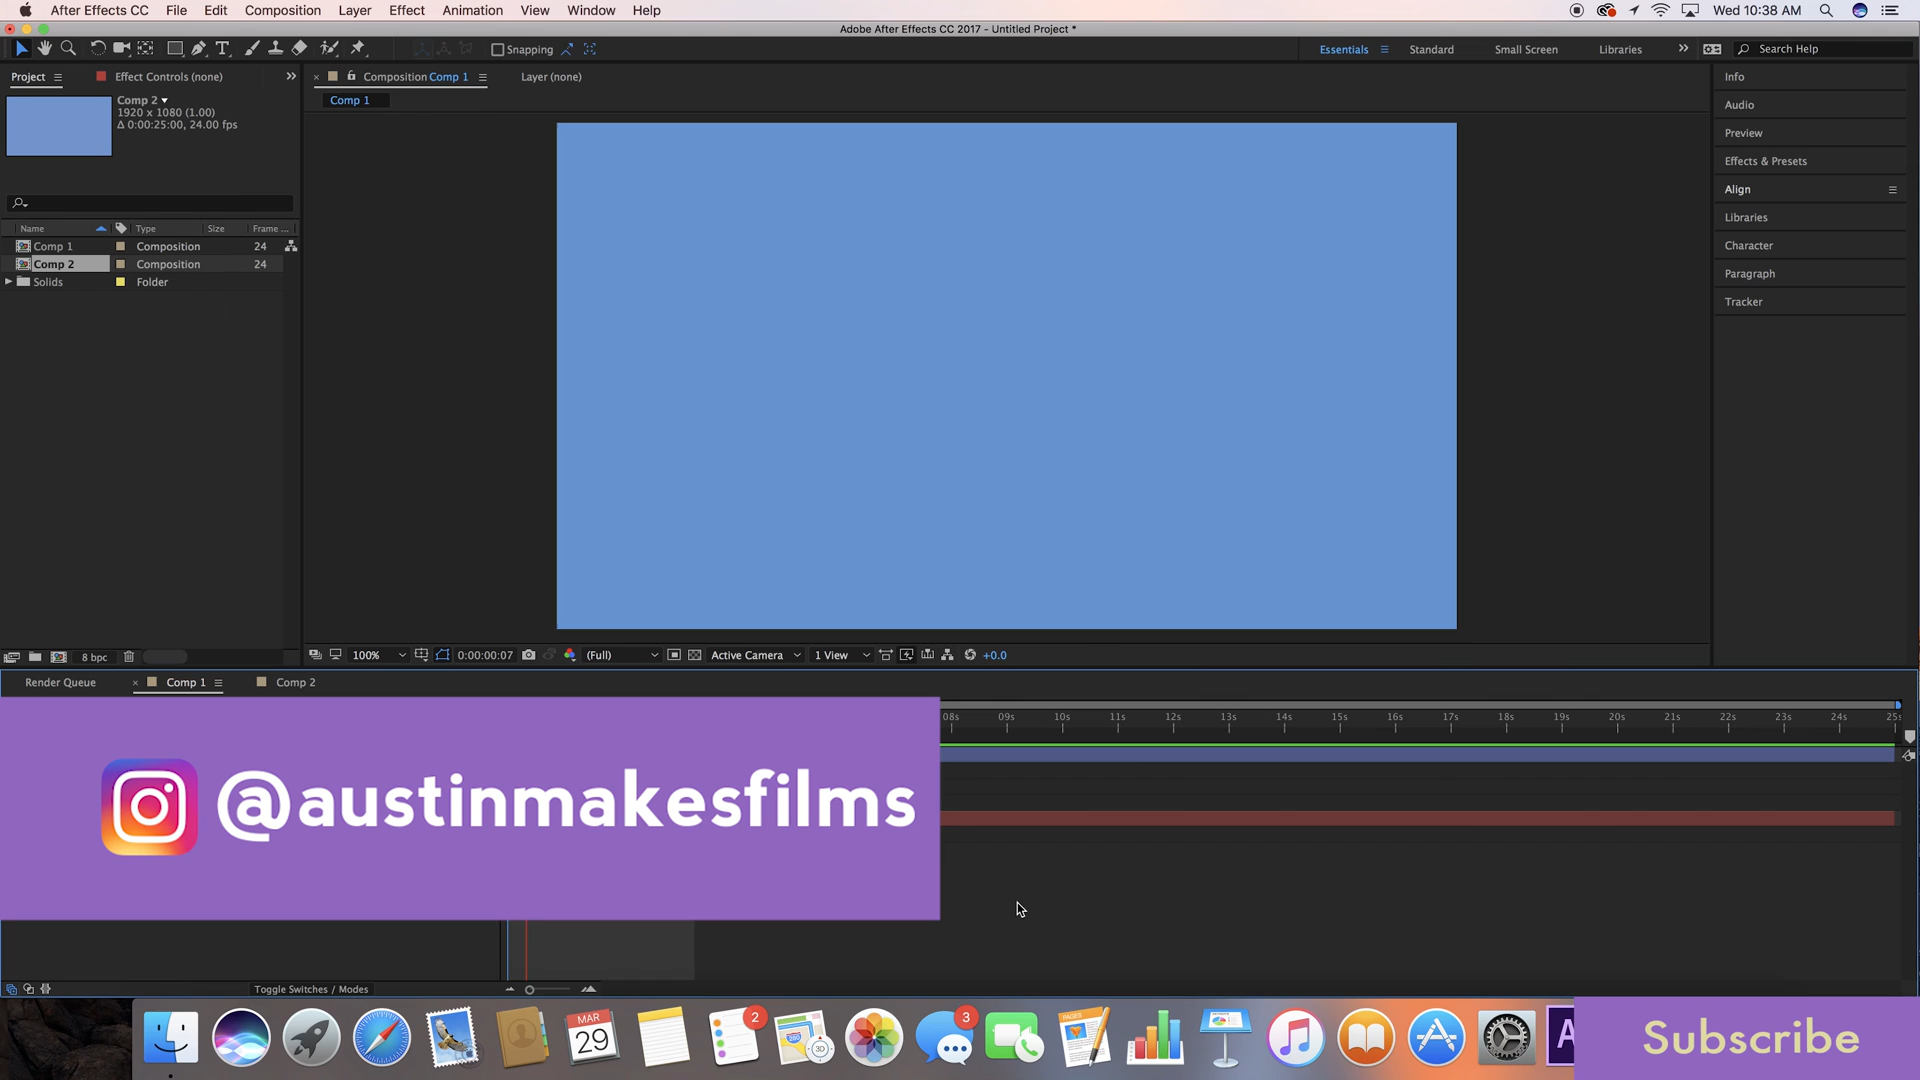 After Effects CC File Edit Composition Layer Effect Animation View Window Help Wed 10:38 AM
Adobe After Effects CC 2017 - Untitled Project *
Snapping Essentials Standard Small Screen Libraries Search Help
Project Effect Controls (none) Composition Comp 1 Layer (none) Info
Comp 2
1920 x 1080 (1.00)
Δ 0:00:25:00, 24.00 fps
Comp 1
Audio
Preview
Effects & Presets
Align
Libraries
Character
Paragraph
Tracker
Name Type Size Frame ...
Comp 1 Composition 24
Comp 2 Composition 24
Solids Folder
8 bpc
100% 0:00:00:07 (Full) Active Camera 1 View +0.0
Render Queue Comp 1 Comp 2
08s 09s 10s 11s 12s 13s 14s 15s 16s 17s 18s 19s 20s 21s 22s 23s 24s 25s
@austinmakesfilms
Toggle Switches / Modes
MAR
29
2
280
3D
3
PAGES
A
Subscribe